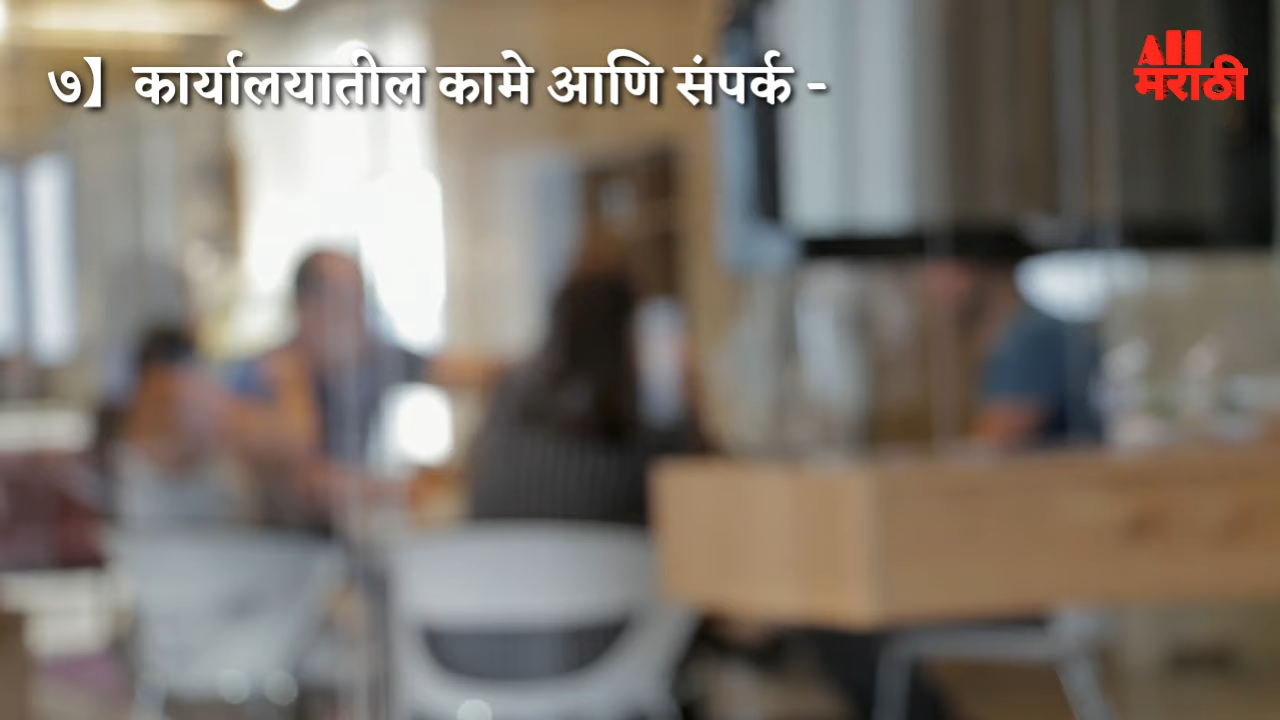 ७】 कार्यालयातील कामे आणि संपर्क -
All
मराठी